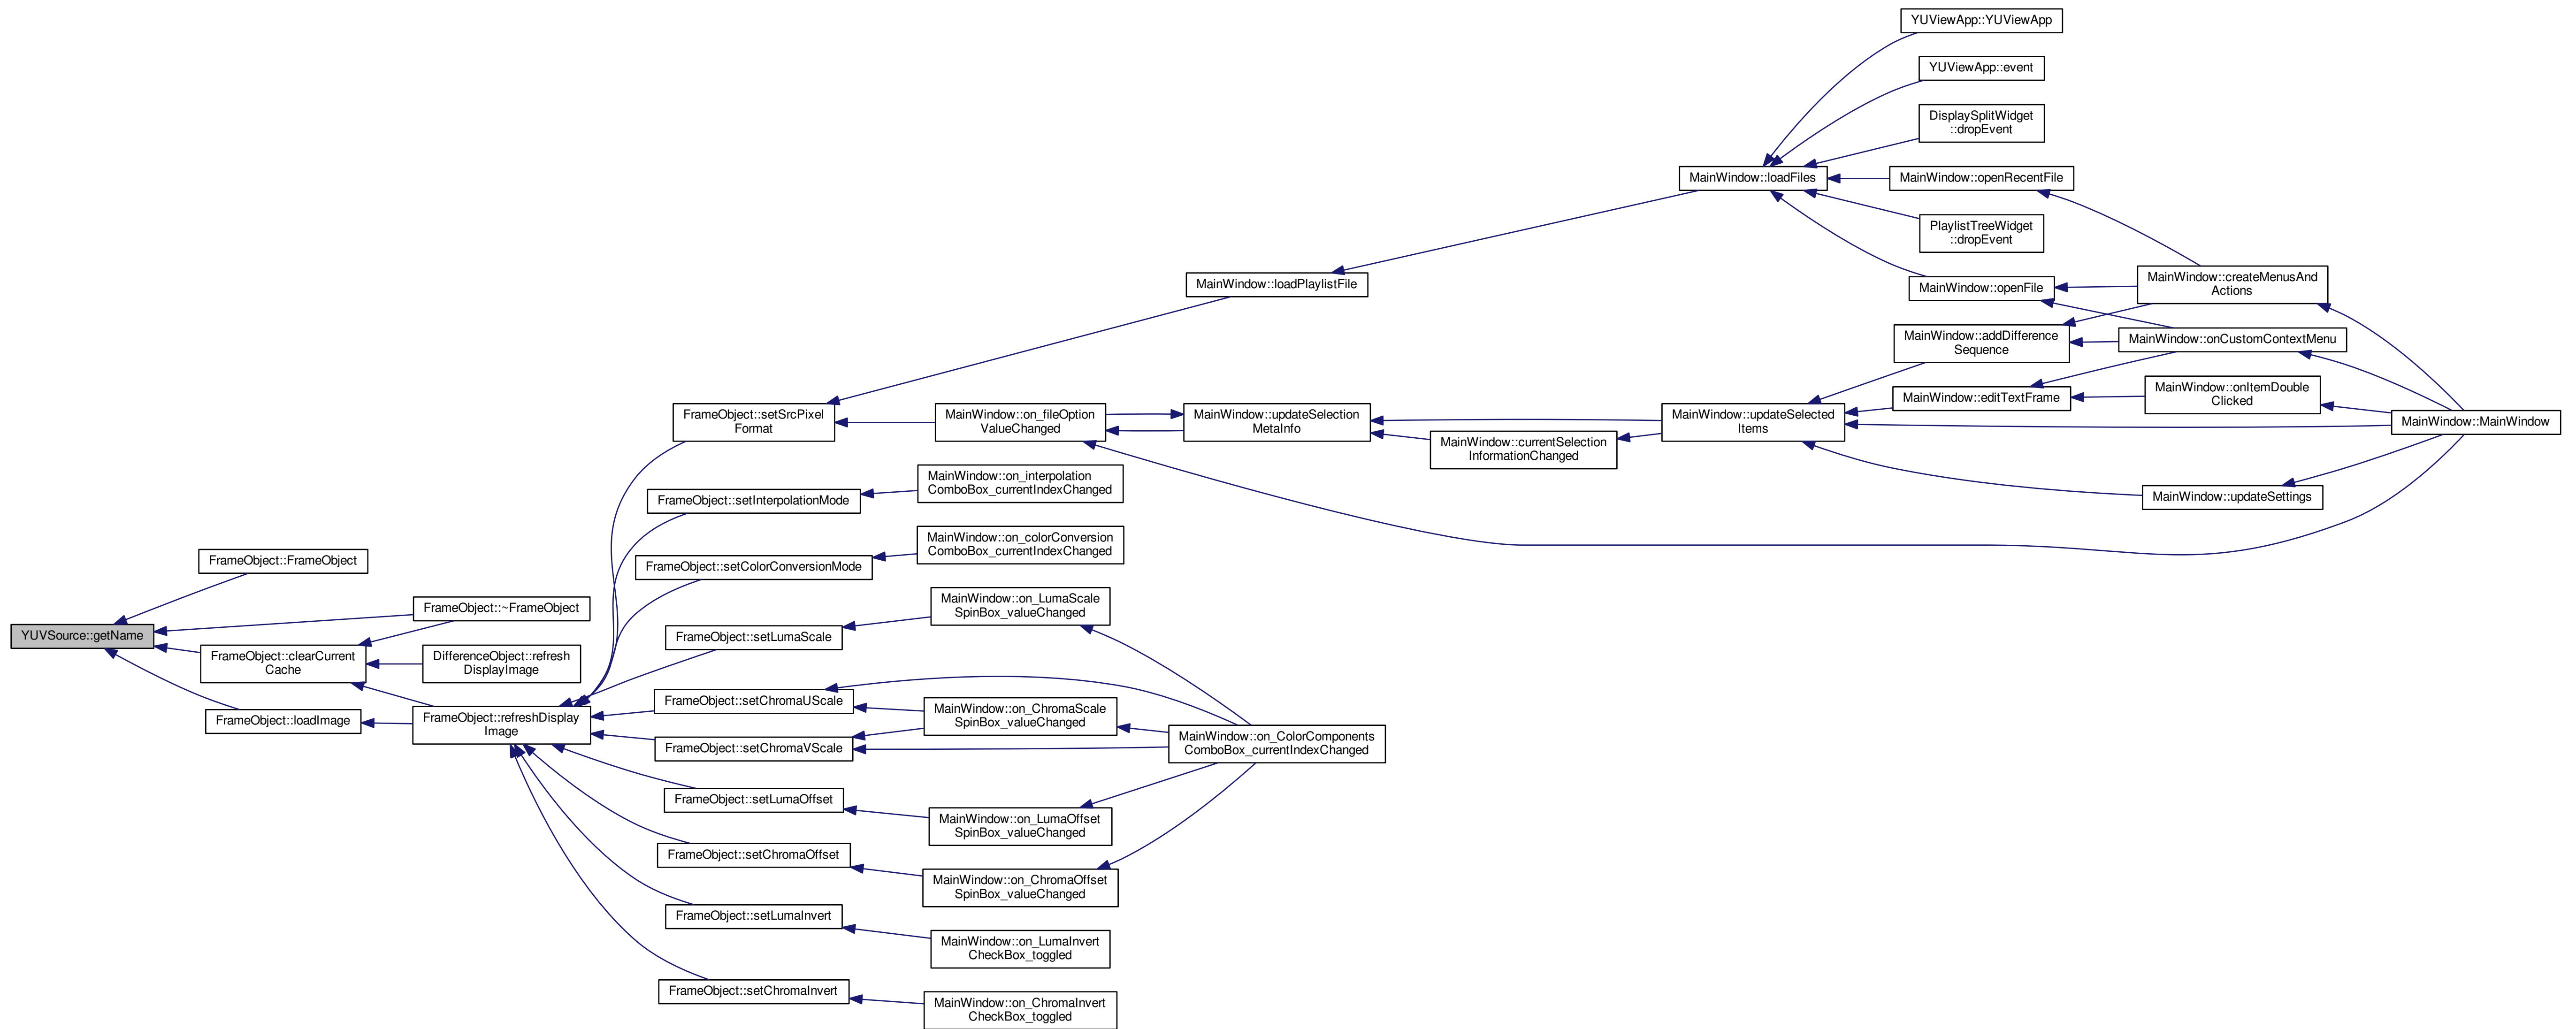 YUViewApp::YUViewApp
YUViewApp::event
DisplaySplitWidget
::dropEvent
MainWindow::loadFiles
MainWindow::openRecentFile
PlaylistTreeWidget
::dropEvent
MainWindow::loadPlaylistFile
MainWindow::openFile
MainWindow::createMenusAnd
Actions
MainWindow::addDifference
Sequence
MainWindow::onCustomContextMenu
MainWindow::editTextFrame
MainWindow::onItemDouble
Clicked
FrameObject::setSrcPixel
Format
MainWindow::on_fileOption
ValueChanged
MainWindow::updateSelection
MetaInfo
MainWindow::currentSelection
InformationChanged
MainWindow::updateSelected
Items
MainWindow::MainWindow
MainWindow::updateSettings
FrameObject::setInterpolationMode
MainWindow::on_interpolation
ComboBox_currentIndexChanged
FrameObject::setColorConversionMode
MainWindow::on_colorConversion
ComboBox_currentIndexChanged
FrameObject::FrameObject
FrameObject::~FrameObject
YUVSource::getName
FrameObject::clearCurrent
Cache
DifferenceObject::refresh
DisplayImage
FrameObject::loadImage
FrameObject::refreshDisplay
Image
FrameObject::setLumaScale
MainWindow::on_LumaScale
SpinBox_valueChanged
FrameObject::setChromaUScale
MainWindow::on_ChromaScale
SpinBox_valueChanged
FrameObject::setChromaVScale
MainWindow::on_ColorComponents
ComboBox_currentIndexChanged
FrameObject::setLumaOffset
MainWindow::on_LumaOffset
SpinBox_valueChanged
FrameObject::setChromaOffset
MainWindow::on_ChromaOffset
SpinBox_valueChanged
FrameObject::setLumaInvert
MainWindow::on_LumaInvert
CheckBox_toggled
FrameObject::setChromaInvert
MainWindow::on_ChromaInvert
CheckBox_toggled